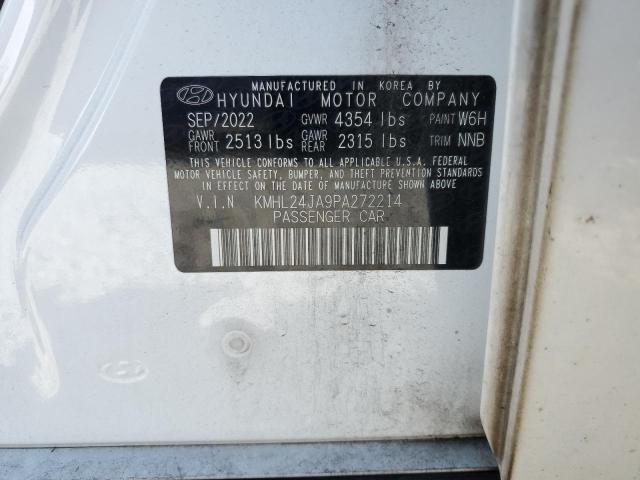 MANUFACTURED IN KOREA BY
HYUNDAI MOTOR COMPANY
SEP/2022 GVWR 4354 lbs PAINT W6H
GAWR FRONT 2513 lbs GAWR REAR 2315 lbs TRIM NNB
THIS VEHICLE CONFORMS TO ALL APPLICABLE U.S.A. FEDERAL
MOTOR VEHICLE SAFETY, BUMPER, AND THEFT PREVENTION
STANDARDS IN EFFECT ON THE DATE OF MANUFACTURE SHOWN ABOVE.
V.I.N KMHL24JA9PA272214
PASSENGER CAR